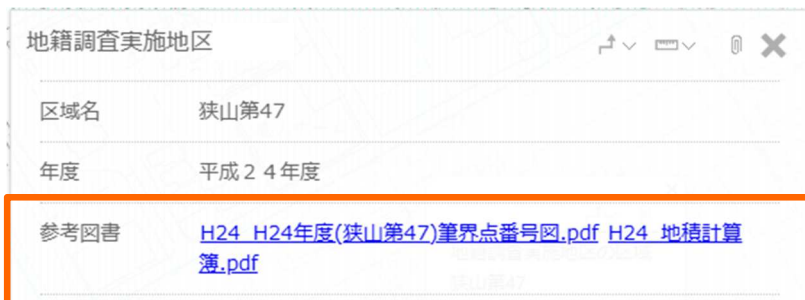 地籍調査実施地区
区域名 狭山第47
年度 平成２４年度
参考図書 H24_H24年度(狭山第47)筆界点番号図.pdf H24_地積計算
簿.pdf